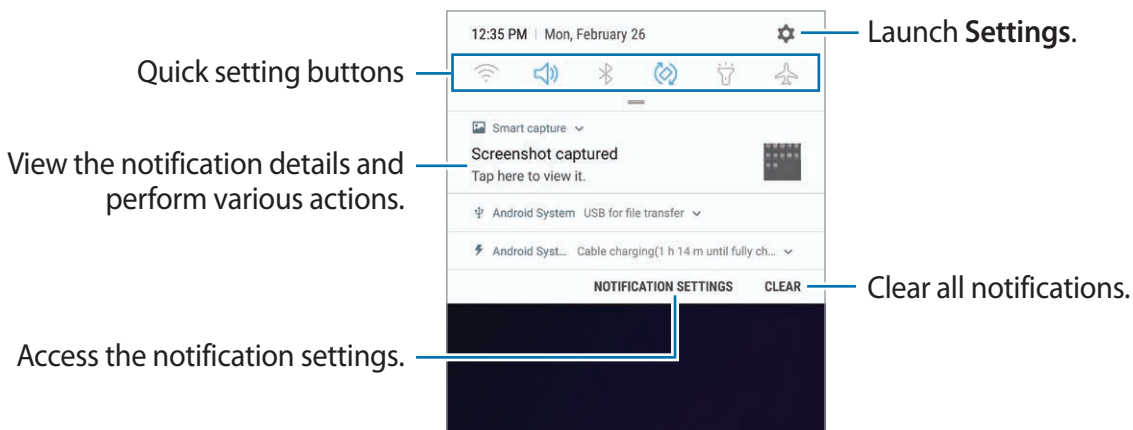 12:35 PM | Mon, February 26
Launch Settings.
Quick setting buttons
Smart capture
Screenshot captured
Tap here to view it.
View the notification details and
perform various actions.
Android System USB for file transfer
Android Syst... Cable charging(1 h 14 m until fully ch...
NOTIFICATION SETTINGS CLEAR
Clear all notifications.
Access the notification settings.